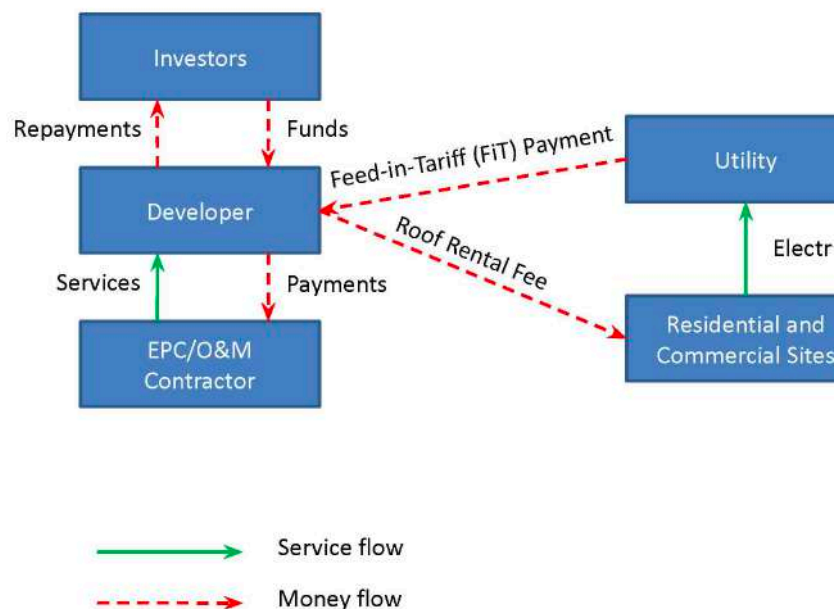 Investors
Repayments
Funds
Feed-in-Tariff (FiT) Payment
Utility
Developer
Roof Rental Fee
Services
Payments
Electr
EPC/O&M
Contractor
Residential and
Commercial Sites
Service flow
Money flow